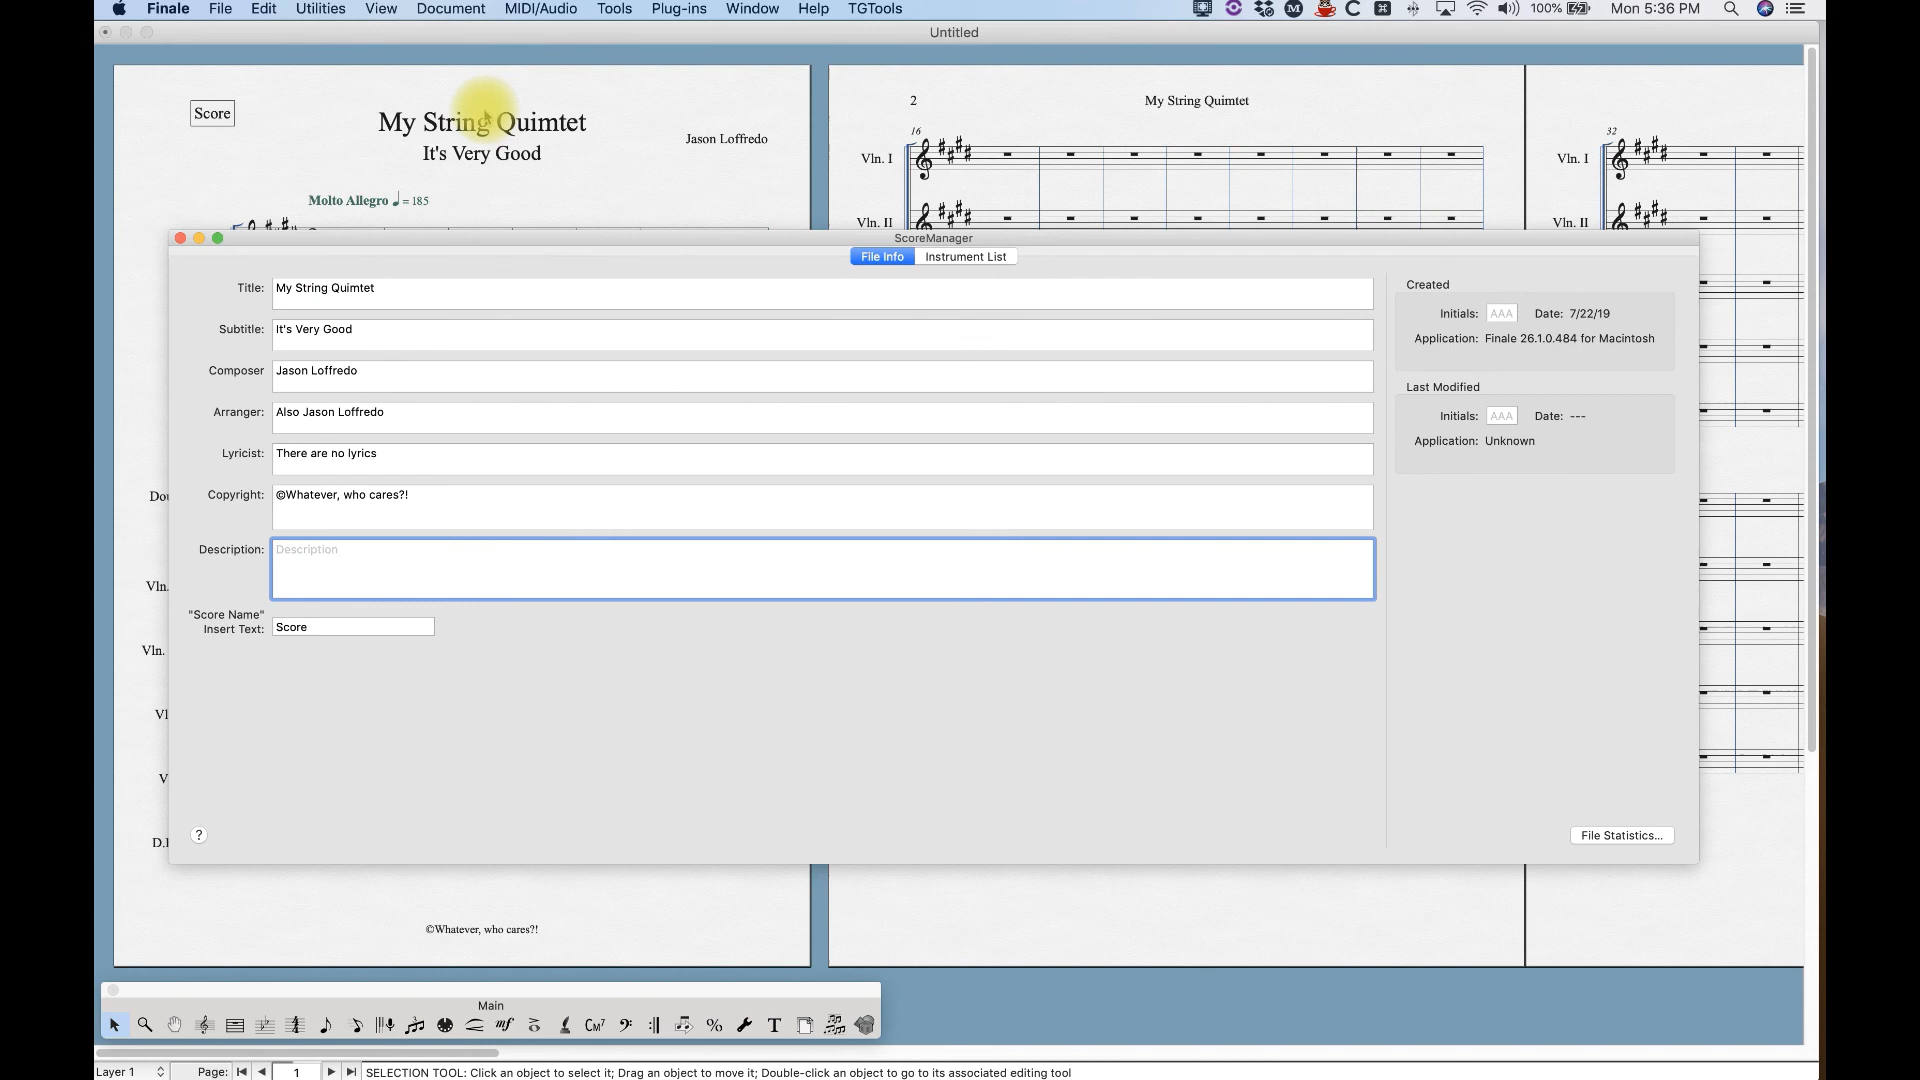 Finale File Edit Utilities View Document MIDI/Audio Tools Plug-ins Window Help TGTools 100% Mon 5:36 PM
Untitled
Score
My String Quimtet
It's Very Good
Jason Loffredo
Molto Allegro ♩= 185
2
My String Quimtet
16
Vln. I
Vln. II
32
Vln. I
Vln. II
ScoreManager
File Info Instrument List
Title: My String Quimtet
Subtitle: It's Very Good
Composer Jason Loffredo
Arranger: Also Jason Loffredo
Lyricist: There are no lyrics
Copyright: ©Whatever, who cares?!
Description: Description
"Score Name"
Insert Text: Score
Created
Initials: AAA Date: 7/22/19
Application: Finale 26.1.0.484 for Macintosh
Last Modified
Initials: AAA Date: ---
Application: Unknown
? File Statistics...
Dou
Vln.
Vln.
Vl
V
D.
©Whatever, who cares?!
Main
mf CM7 % T
Layer 1 Page: 1 SELECTION TOOL: Click an object to select it; Drag an object to move it; Double-click an object to go to its associated editing tool